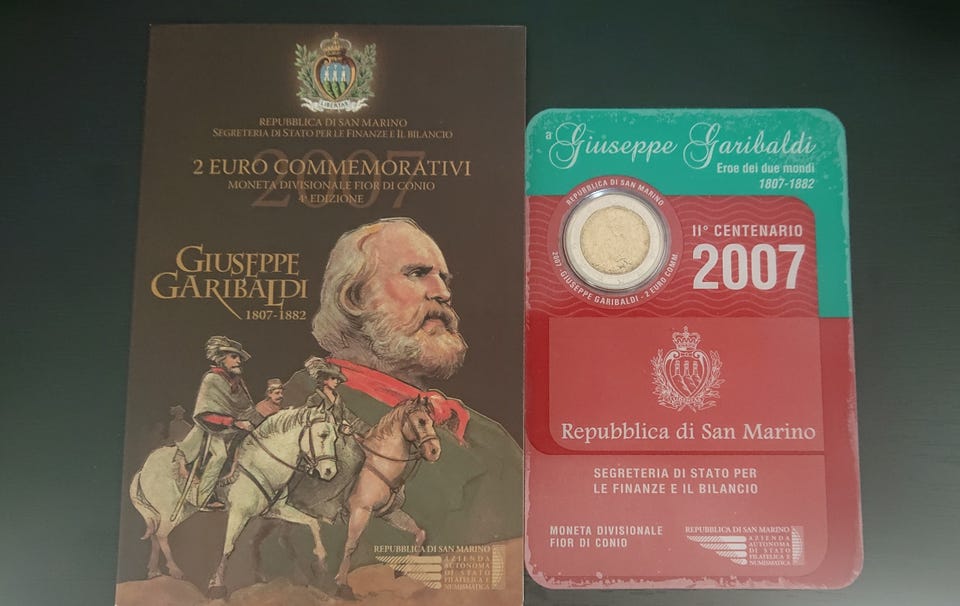 LIBERTAS
REPUBBLICA DI SAN MARINO
SEGRETERIA DI STATO PER LE FINANZE E IL BILANCIO
2007
2 EURO COMMEMORATIVI
MONETA DIVISIONALE FIOR DI CONIO
4ª EDIZIONE
GIUSEPPE
GARIBALDI
1807-1882
REPUBBLICA DI SAN MARINO
AZIENDA
AUTONOMA
DI STATO
FILATELICA E
NUMISMATICA
a Giuseppe Garibaldi
Eroe dei due mondi
1807-1882
REPUBBLICA DI SAN MARINO
2007 - GIUSEPPE GARIBALDI - 2 EURO COMM
II° CENTENARIO
2007
LIBERTAS
Repubblica di San Marino
SEGRETERIA DI STATO PER
LE FINANZE E IL BILANCIO
MONETA DIVISIONALE
FIOR DI CONIO
REPUBBLICA DI SAN MARINO
AZIENDA
AUTONOMA
DI STATO
FILATELICA E
NUMISMATICA